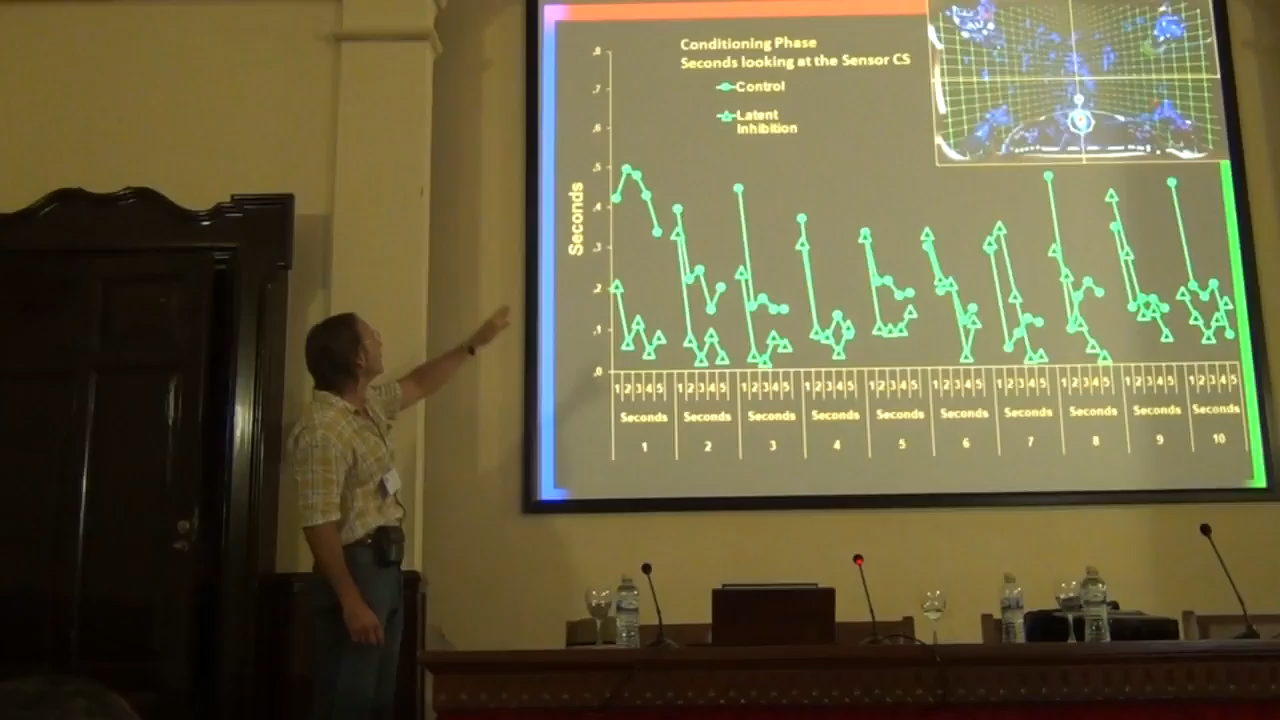 Conditioning Phase
Seconds looking at the Sensor CS
Control
Latent
Inhibition
Seconds
.8
.7
.6
.5
.4
.3
.2
.1
.0
1 2 3 4 5 1 2 3 4 5 1 2 3 4 5 1 2 3 4 5 1 2 3 4 5 1 2 3 4 5 1 2 3 4 5 1 2 3 4 5 1 2 3 4 5 1 2 3 4 5
Seconds Seconds Seconds Seconds Seconds Seconds Seconds Seconds Seconds Seconds
1 2 3 4 5 6 7 8 9 10